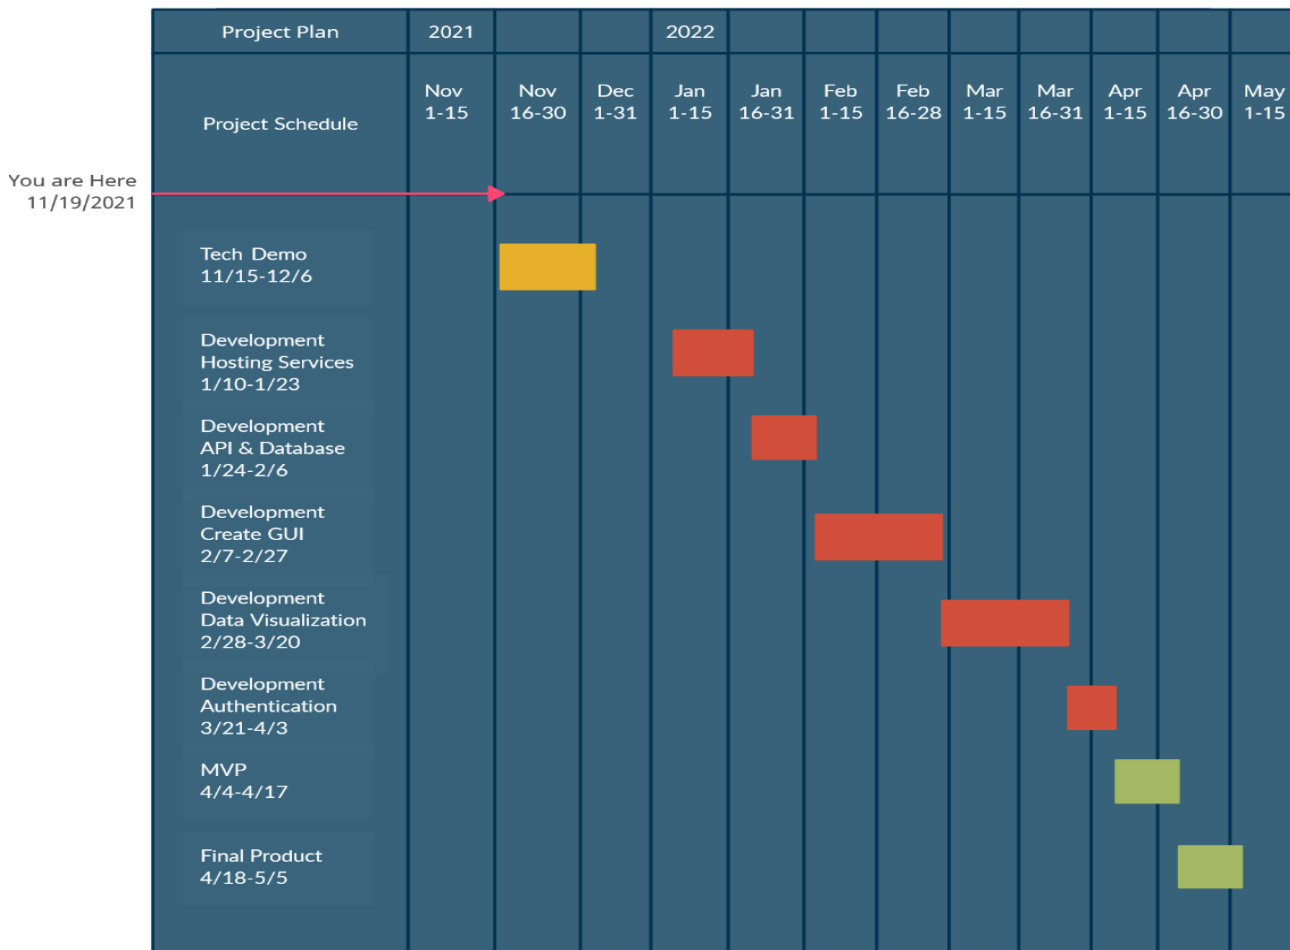 Project Plan
2021
2022
Project Schedule
Nov
1-15
Nov
16-30
Dec
1-31
Jan
1-15
Jan
16-31
Feb
1-15
Feb
16-28
Mar
1-15
Mar
16-31
Apr
1-15
Apr
16-30
May
1-15
You are Here
11/19/2021
Tech Demo
11/15-12/6
Development
Hosting Services
1/10-1/23
Development
API & Database
1/24-2/6
Development
Create GUI
2/7-2/27
Development
Data Visualization
2/28-3/20
Development
Authentication
3/21-4/3
MVP
4/4-4/17
Final Product
4/18-5/5